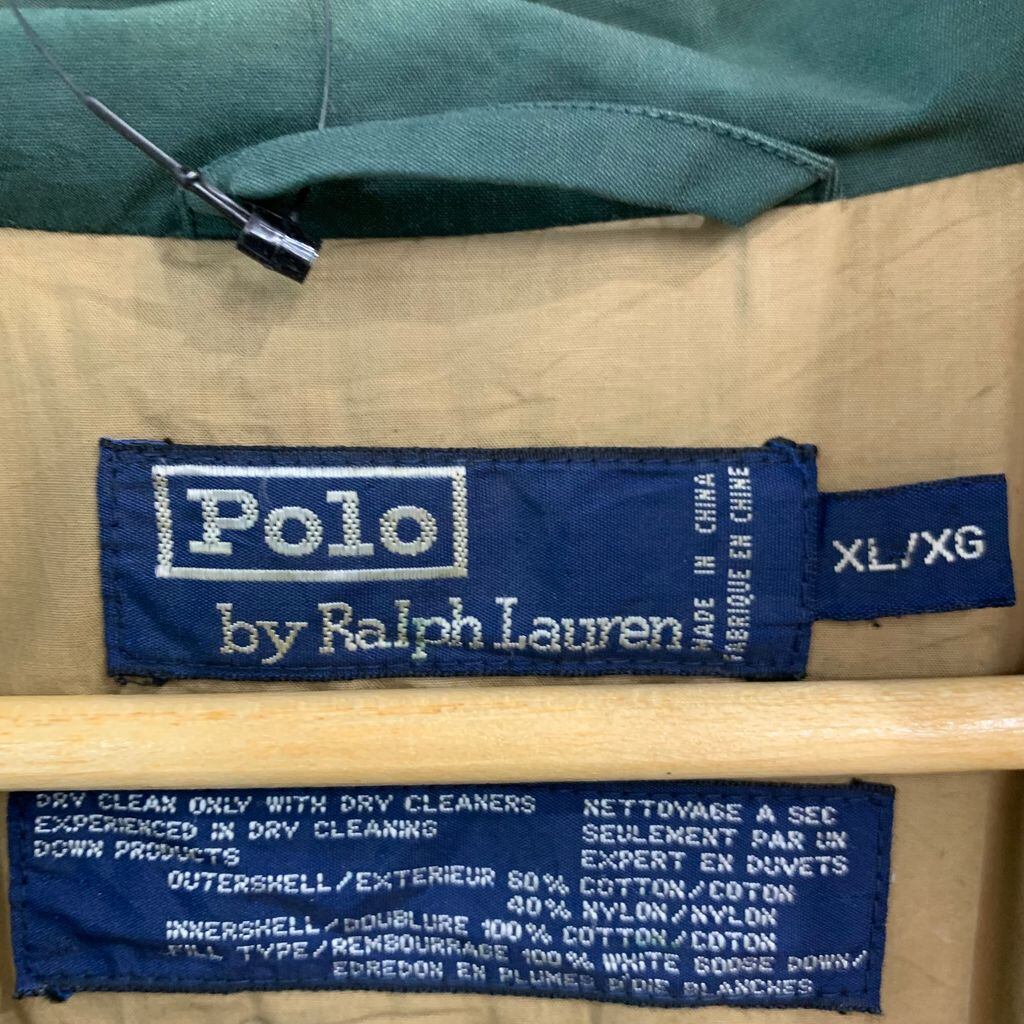 Polo
by Ralph Lauren
MADE IN CHINA
FABRIQUE EN CHINE
XL/XG
DRY CLEAN ONLY WITH DRY CLEANERS
EXPERIENCED IN DRY CLEANING
DOWN PRODUCTS
NETTOYAGE A SEC
SEULEMENT PAR UN
EXPERT EN DUVETS
OUTERSHELL/EXTERIEUR 60% COTTON/COTON
40% NYLON/NYLON
INNERSHELL/DOUBLURE 100% COTTON/COTON
FILL TYPE/REMBOURRAGE 100% WHITE GOOSE DOWN/
EDREDON EN PLUMES D'OIE BLANCHES